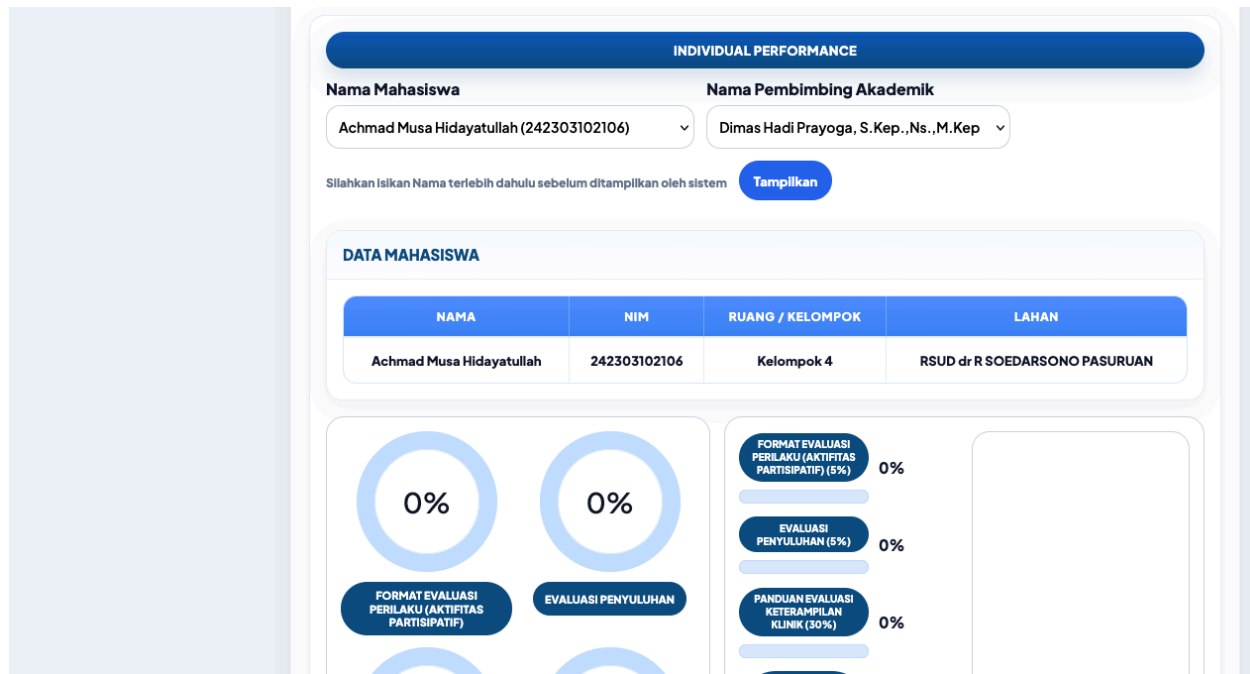 INDIVIDUAL PERFORMANCE
Nama Mahasiswa
Nama Pembimbing Akademik
Achmad Musa Hidayatullah (242303102106)
Dimas Hadi Prayoga, S.Kep.,Ns.,M.Kep
Silahkan Isikan Nama terlebih dahulu sebelum ditampilkan oleh sistem
Tampilkan
DATA MAHASISWA
NAMA
NIM
RUANG / KELOMPOK
LAHAN
Achmad Musa Hidayatullah
242303102106
Kelompok 4
RSUD dr R SOEDARSONO PASURUAN
0%
0%
FORMAT EVALUASI
PERILAKU (AKTIFITAS
PARTISIPATIF)
EVALUASI PENYULUHAN
FORMAT EVALUASI
PERILAKU (AKTIFITAS
PARTISIPATIF) (5%)
0%
EVALUASI
PENYULUHAN (5%)
0%
PANDUAN EVALUASI
KETERAMPILAN
KLINIK (30%)
0%